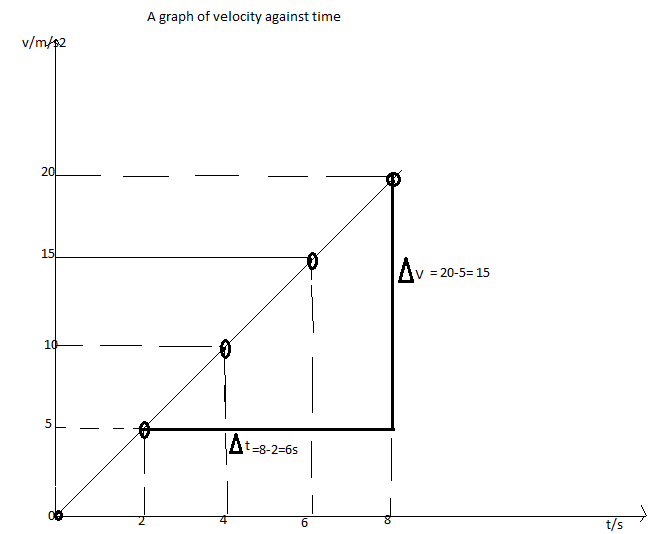 A graph of velocity against time
v/m/s2
20
15
Δv = 20-5= 15
10
5
Δt =8-2=6s
0
2
4
6
8
t/s